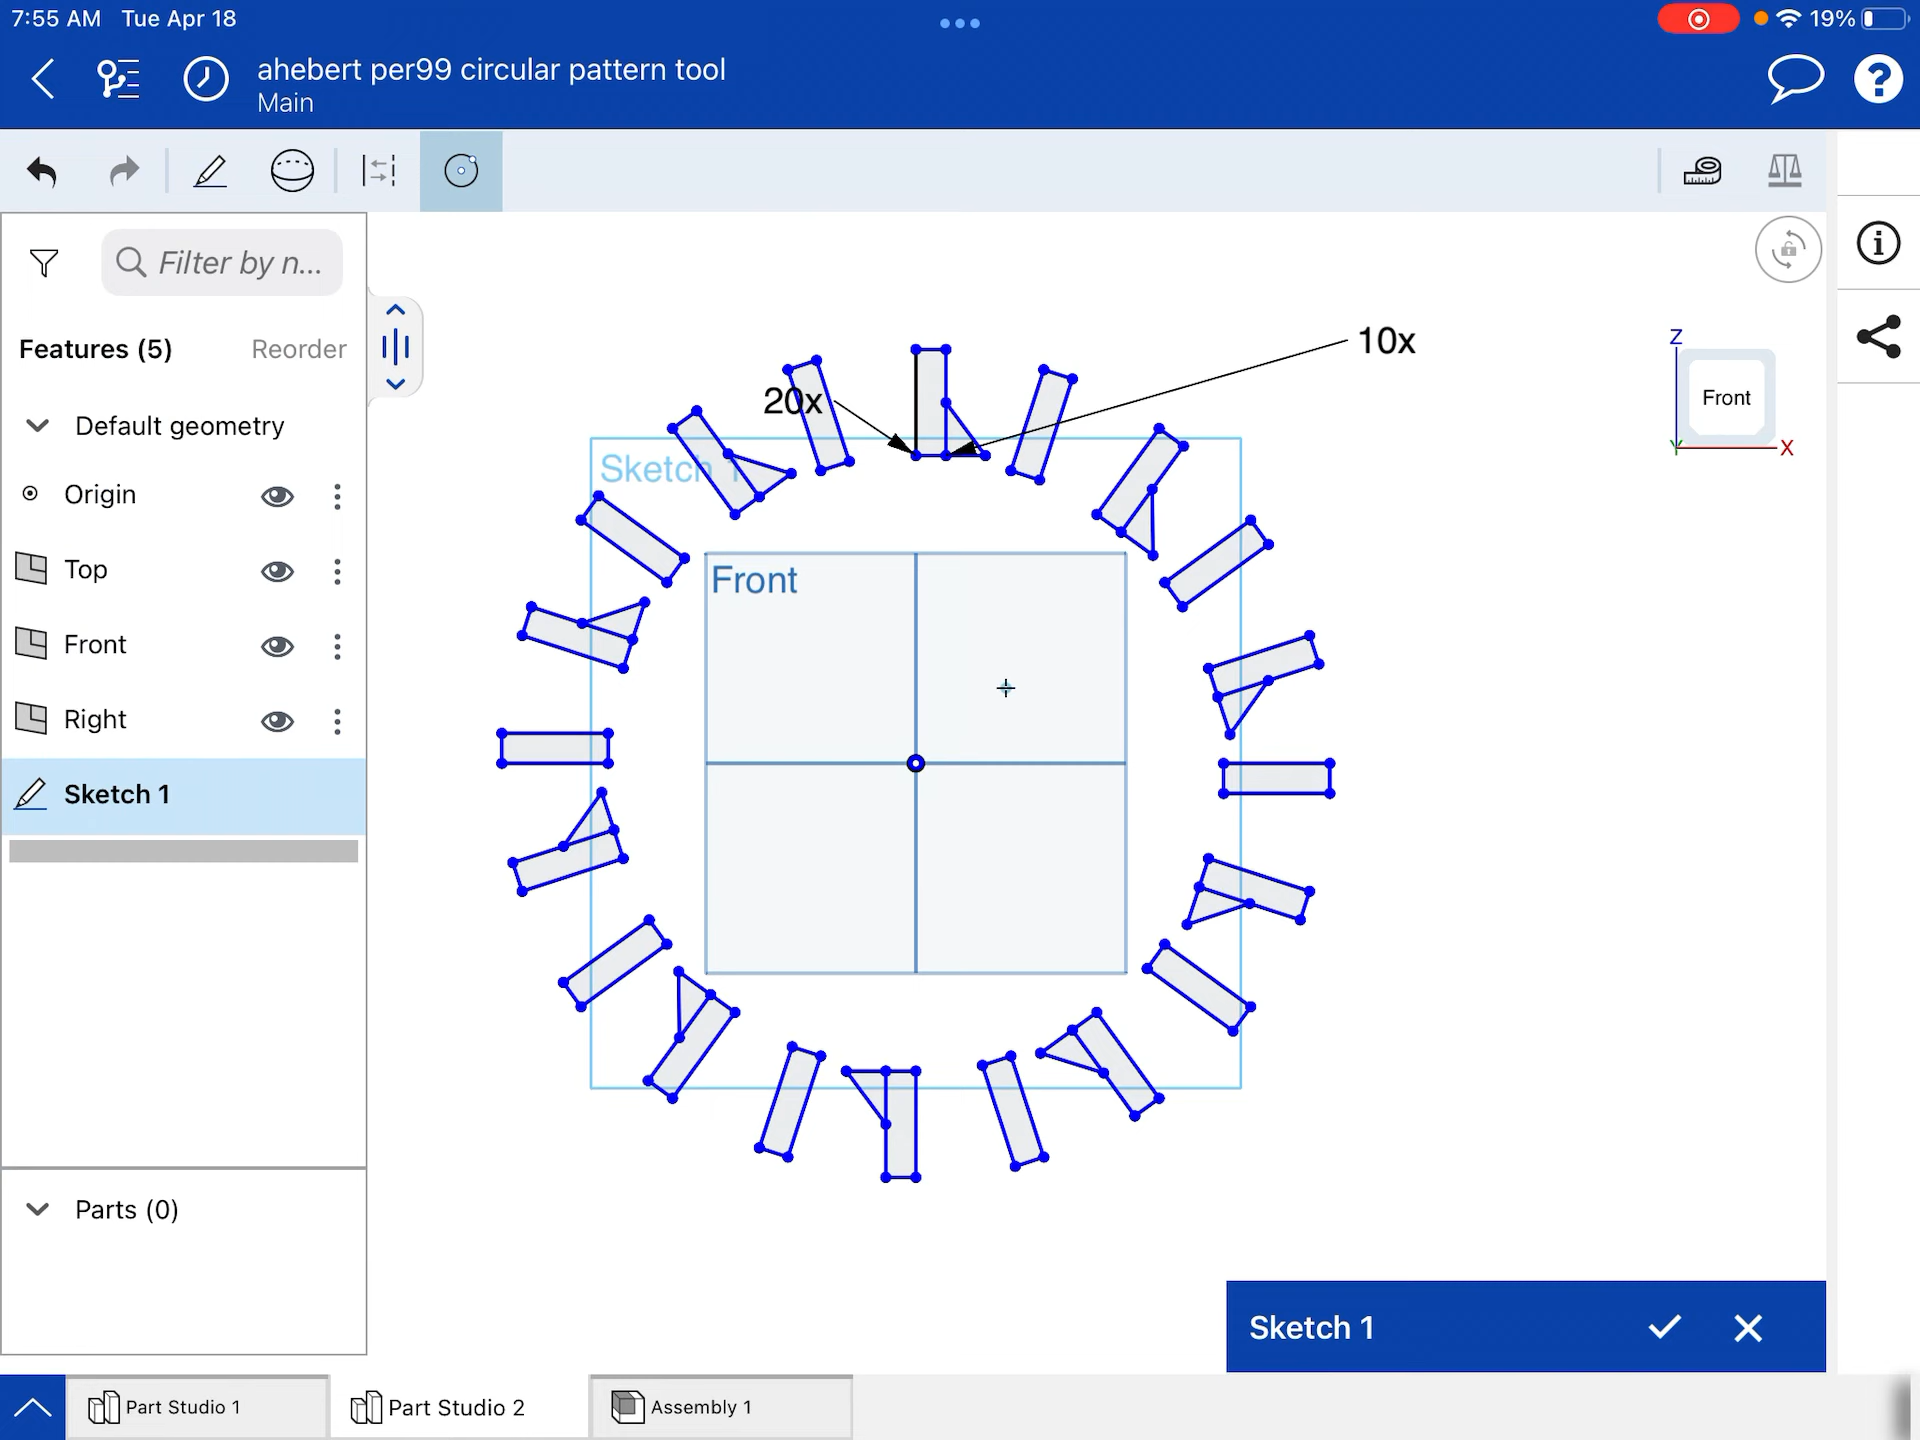 7:55 AM Tue Apr 18
19%
ahebert per99 circular pattern tool
Main
Filter by n...
Features (5) Reorder
Default geometry
Origin
Top
Front
Right
Sketch 1
Parts (0)
20x
10x
Sketch 1
Front
Z
Front
Y
X
Sketch 1
Part Studio 1
Part Studio 2
Assembly 1